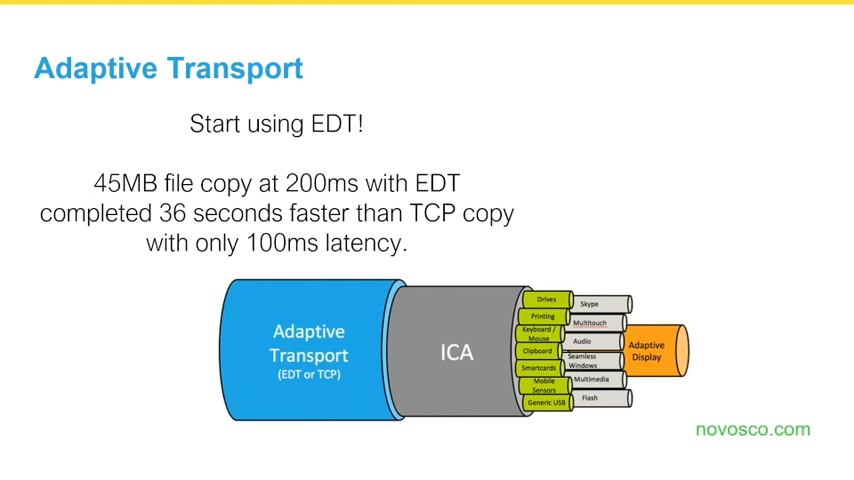 Adaptive Transport
Start using EDT!
45MB file copy at 200ms with EDT
completed 36 seconds faster than TCP copy
with only 100ms latency.
Adaptive
Transport
(EDT or TCP)
ICA
Drives
Printing
Keyboard /
Mouse
Clipboard
Smartcards
Mobile
Sensors
Generic USB
Skype
Multitouch
Audio
Seamless
Windows
Multimedia
Flash
Adaptive
Display
novosco.com